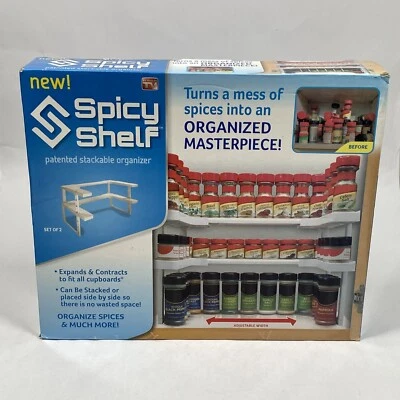 new!
Spicy
Shelf™
patented stackable organizer
SET OF 2
• Expands & Contracts
to fit all cupboards*
• Can Be Stacked or
placed side by side so
there is no wasted space!
ORGANIZE SPICES
& MUCH MORE!
Turns a mess of
spices into an
ORGANIZED
MASTERPIECE!
BEFORE
ADJUSTABLE WIDTH